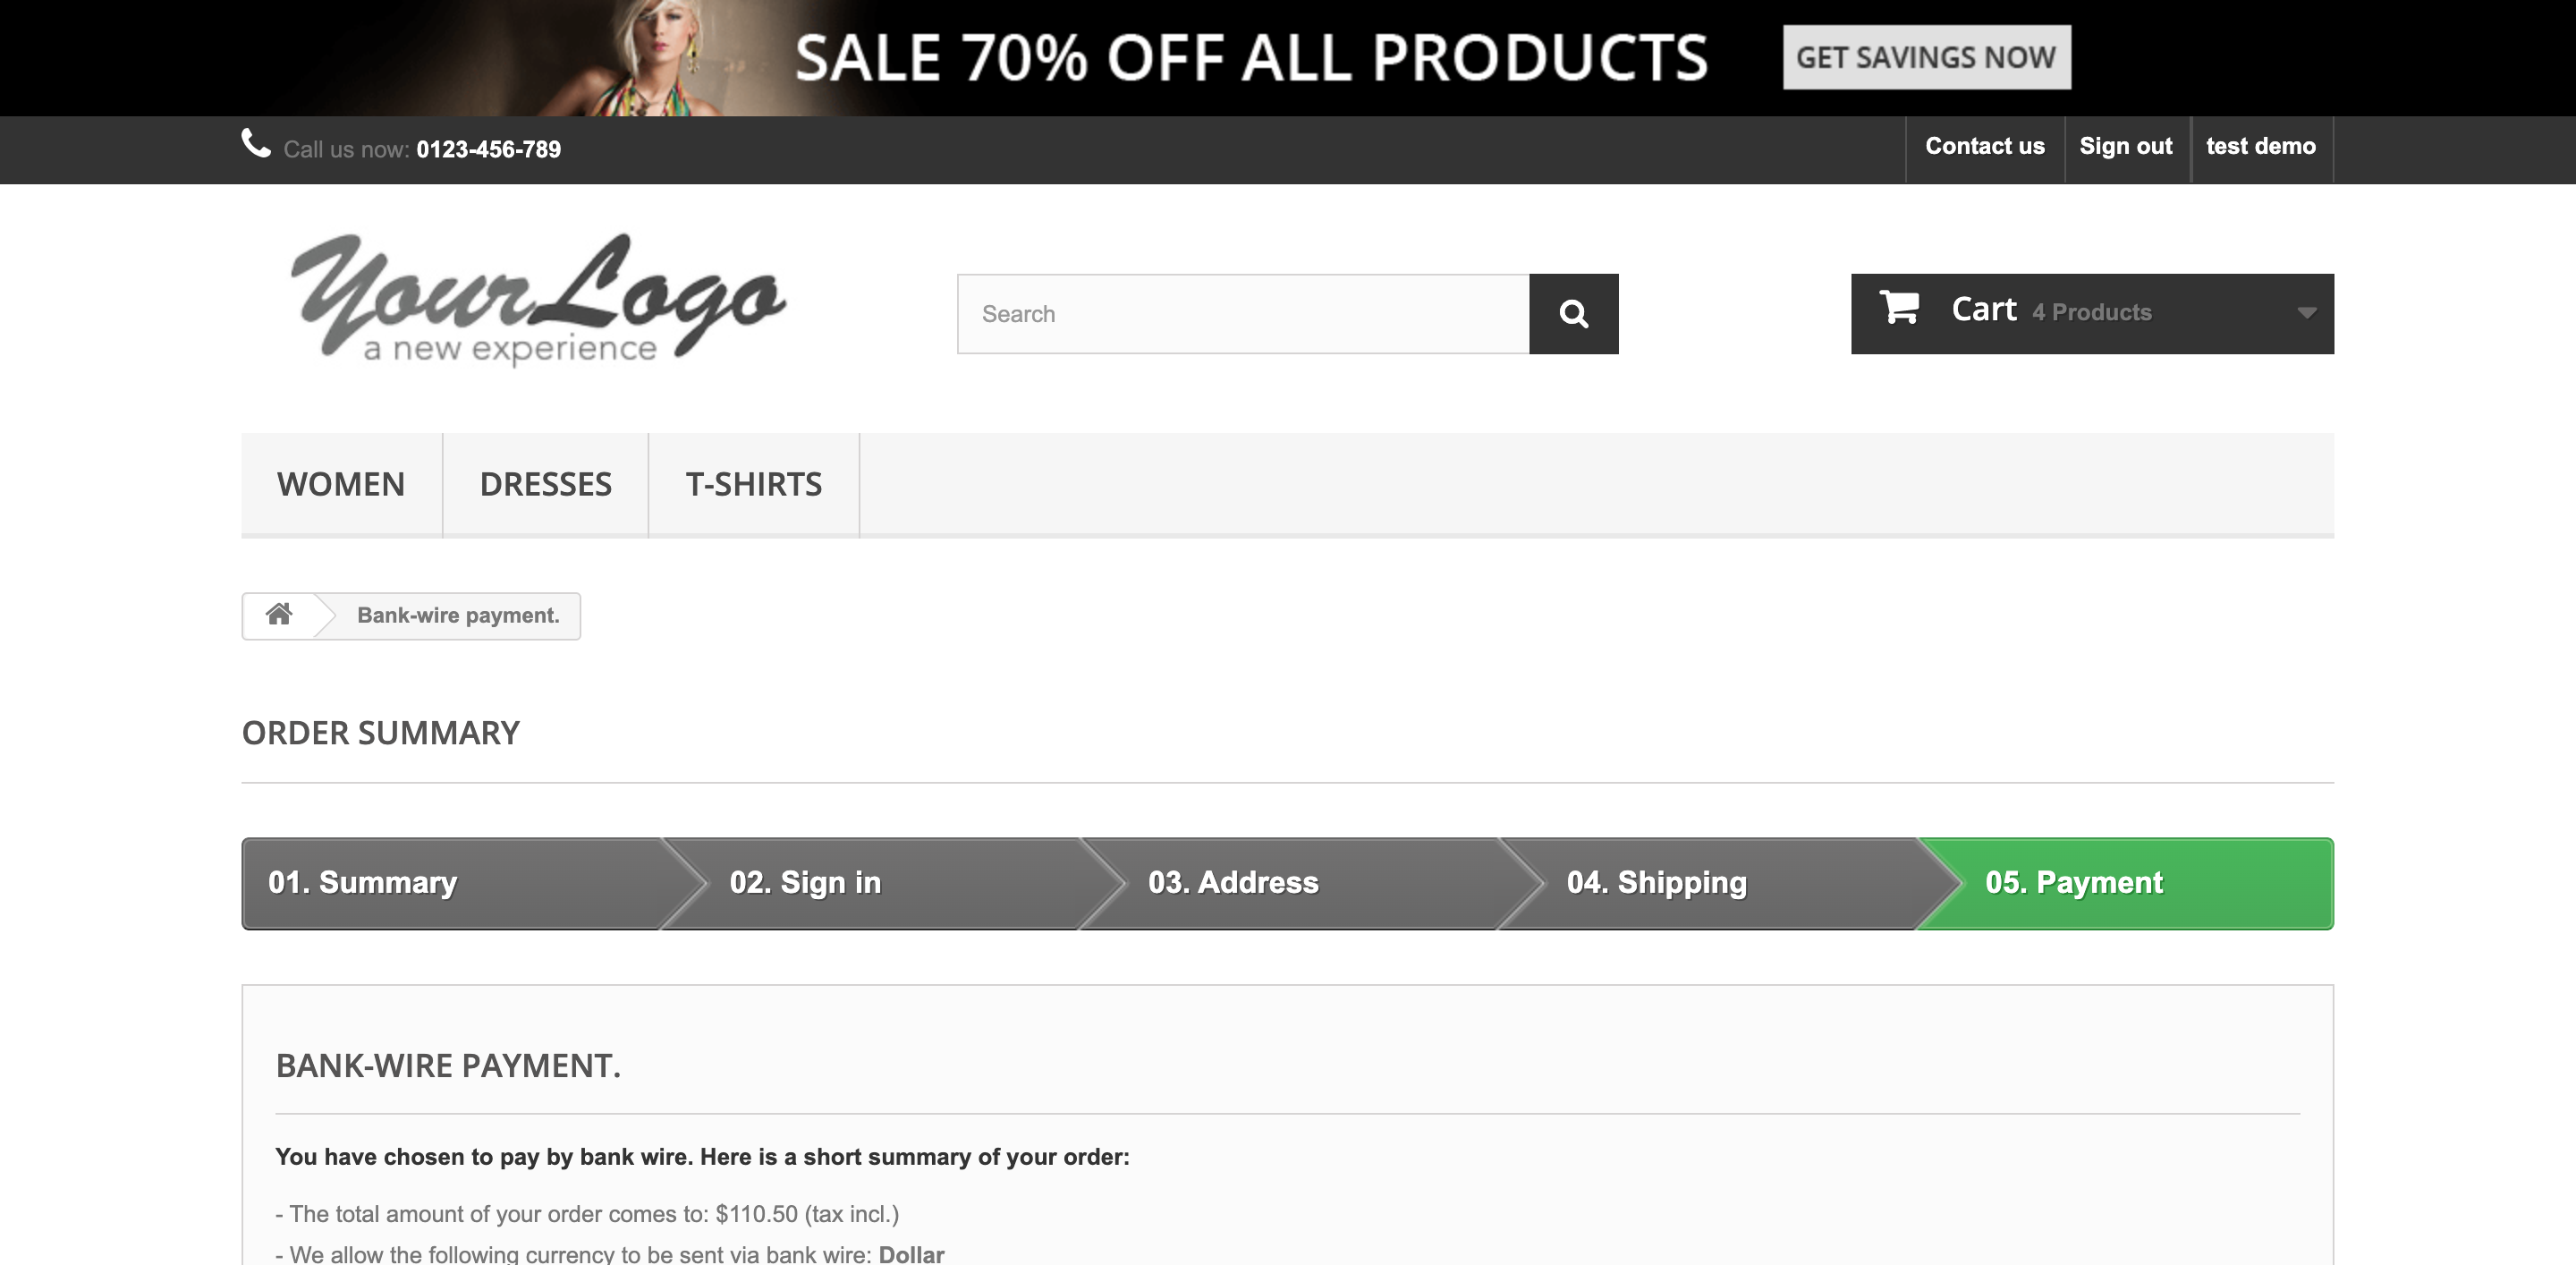 SALE 70% OFF ALL PRODUCTS GET SAVINGS NOW
Call us now: 0123-456-789 Contact us Sign out test demo
Your Logo
a new experience
Search
Cart 4 Products
WOMEN DRESSES T-SHIRTS
Bank-wire payment.
ORDER SUMMARY
01. Summary 02. Sign in 03. Address 04. Shipping 05. Payment
BANK-WIRE PAYMENT.
You have chosen to pay by bank wire. Here is a short summary of your order:
- The total amount of your order comes to: $110.50 (tax incl.)
- We allow the following currency to be sent via bank wire: Dollar